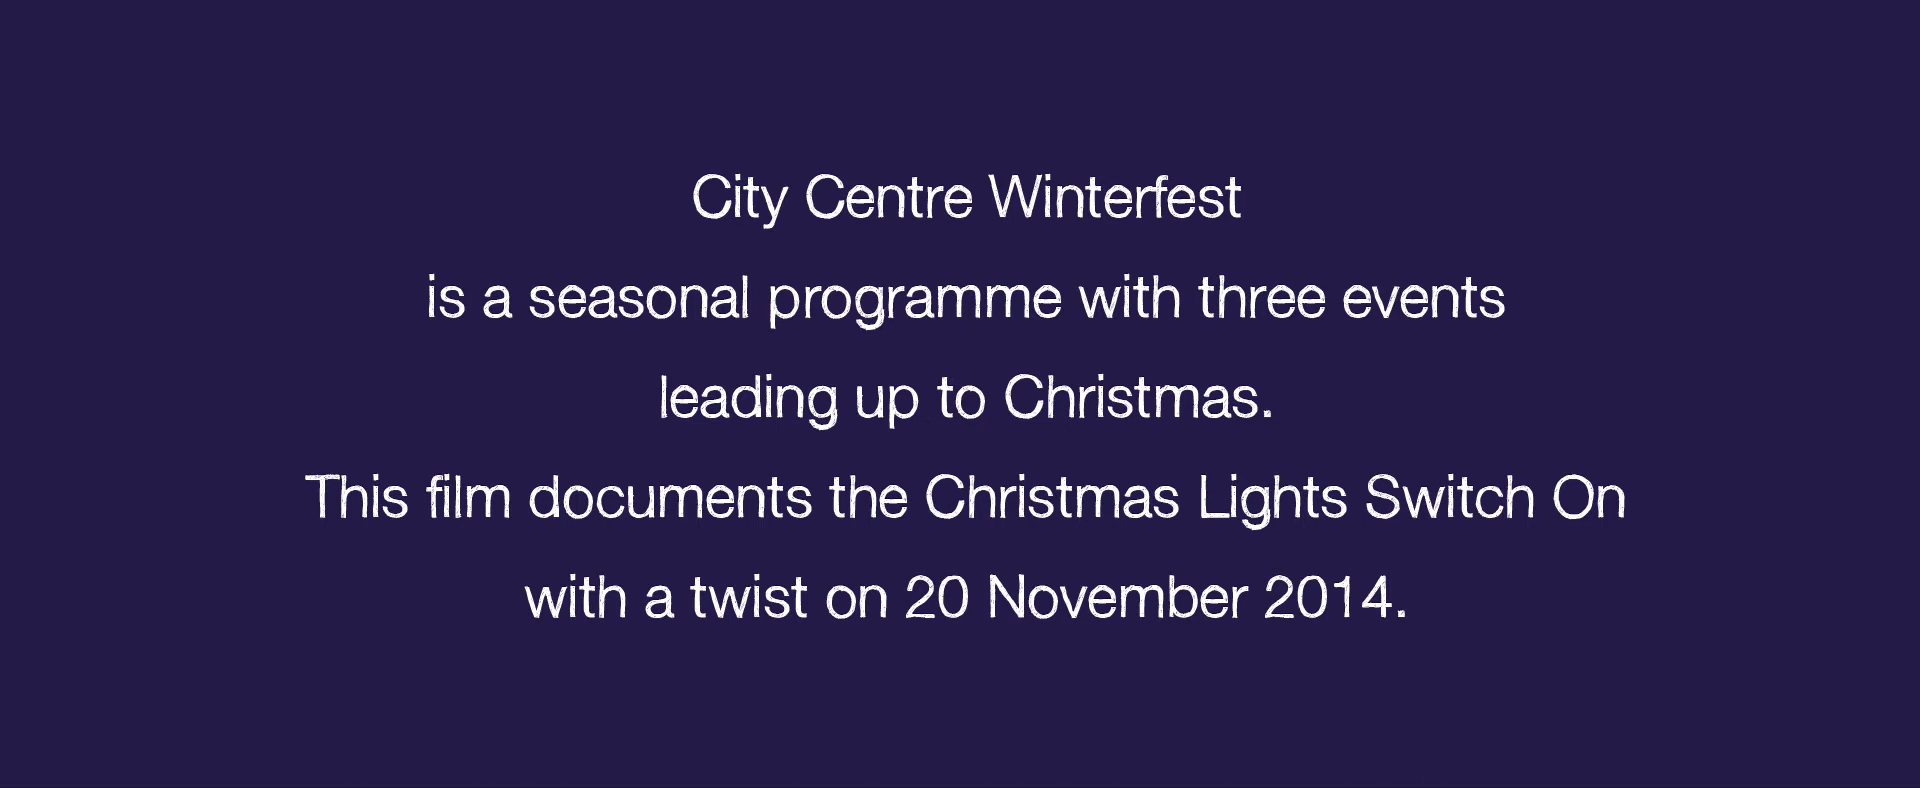 City Centre Winterfest
is a seasonal programme with three events
leading up to Christmas.
This film documents the Christmas Lights Switch On
with a twist on 20 November 2014.